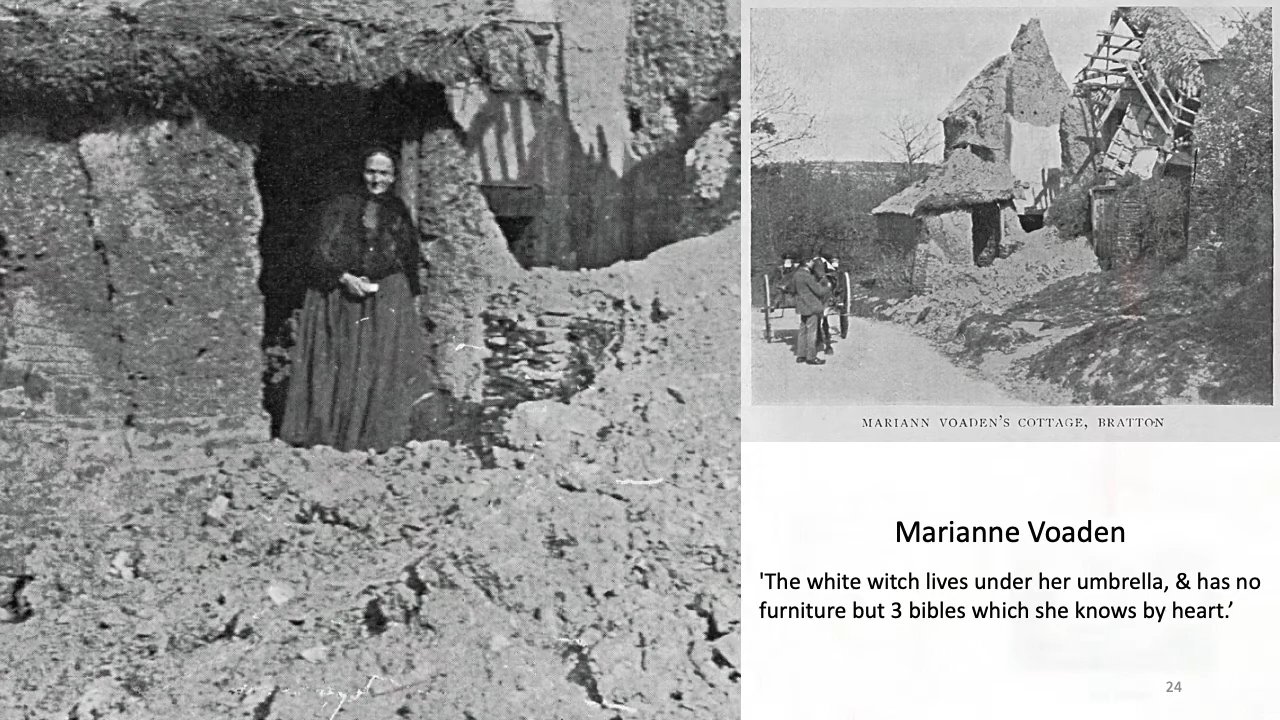 MARIANN VOADEN'S COTTAGE, BRATTON
Marianne Voaden
'The white witch lives under her umbrella, & has no
furniture but 3 bibles which she knows by heart.’
24